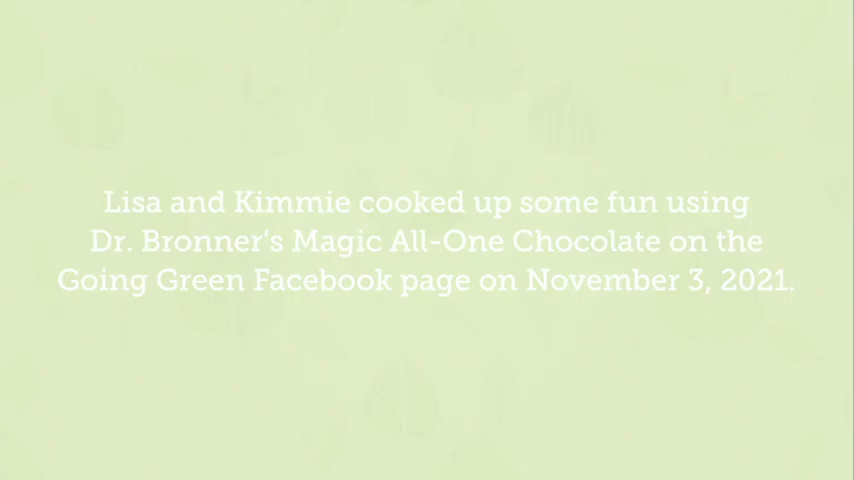 Lisa and Kimmie cooked up some fun using
Dr. Bronner’s Magic All-One Chocolate on the
Going Green Facebook page on November 3, 2021.